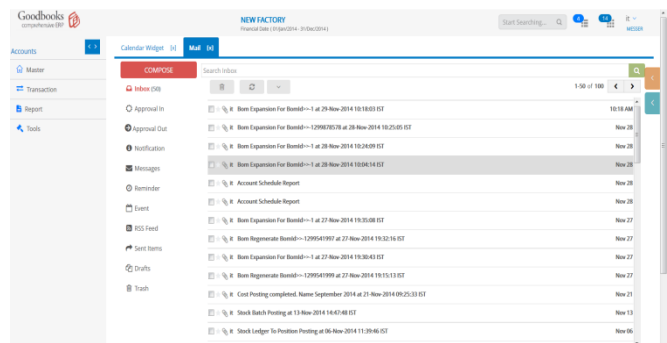 Goodbooks
comprehensive ERP
NEW FACTORY
Financial Date ( 01/Jan/2014 - 31/Dec/2014 )
Start Searching...
4
14
it
MESSER
Accounts
Calendar Widget [x]
Mail [x]
Master
Transaction
Report
Tools
COMPOSE
Search Inbox
Inbox (50)
1-50 of 100
Approval In
Approval Out
Notification
Messages
Reminder
Event
RSS Feed
Sent Items
Drafts
Trash
it Bom Expansion For BomId=>-1 at 29-Nov-2014 10:18:03 IST 10:18 AM
it Bom Expansion For BomId=>-1299878578 at 28-Nov-2014 10:25:05 IST Nov 28
it Bom Expansion For BomId=>-1 at 28-Nov-2014 10:24:09 IST Nov 28
it Bom Expansion For BomId=>-1 at 28-Nov-2014 10:04:14 IST Nov 28
it Account Schedule Report Nov 28
it Account Schedule Report Nov 28
it Bom Expansion For BomId=>-1 at 27-Nov-2014 19:35:08 IST Nov 27
it Bom Regenerate BomId=>-1299541997 at 27-Nov-2014 19:32:16 IST Nov 27
it Bom Expansion For BomId=>-1 at 27-Nov-2014 19:30:43 IST Nov 27
it Bom Regenerate BomId=>-1299541999 at 27-Nov-2014 19:15:13 IST Nov 27
it Cost Posting completed. Name September 2014 at 21-Nov-2014 09:25:33 IST Nov 21
it Stock Batch Posting at 13-Nov-2014 14:47:48 IST Nov 13
it Stock Ledger To Position Posting at 06-Nov-2014 11:39:46 IST Nov 06